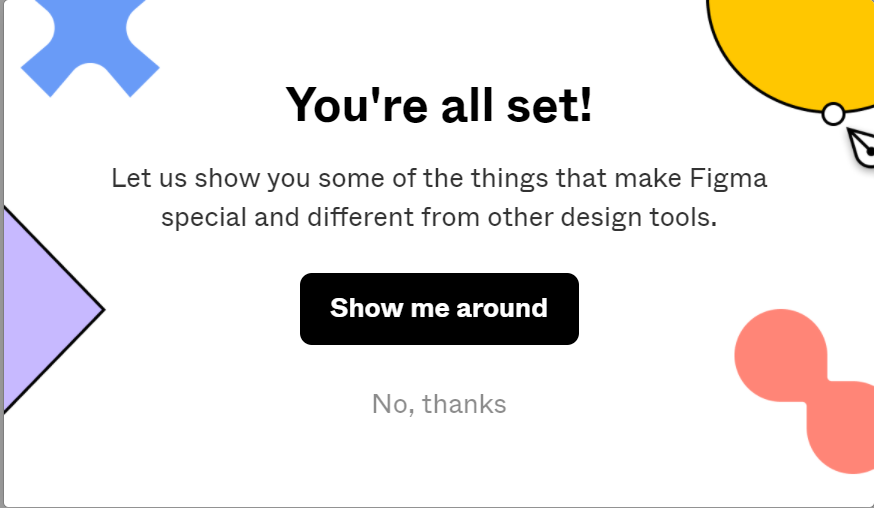 You're all set!
Let us show you some of the things that make Figma
special and different from other design tools.
Show me around
No, thanks